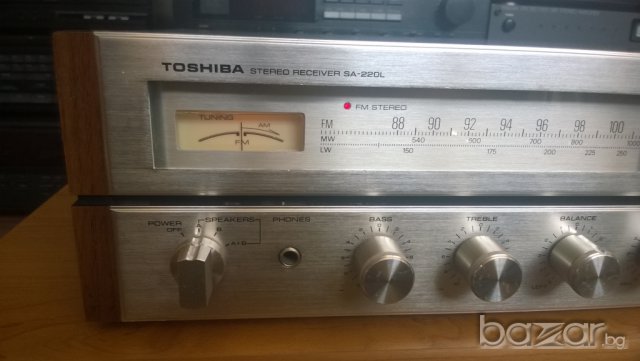 TOSHIBA STEREO RECEIVER SA-220L
TUNING
AM
FM
FM STEREO
FM 88 90 92 94 96 98 100
MW 540 600 800 1000
LW 150 175 200 225 250
POWER
OFF
SPEAKERS
B
A+B
PHONES
BASS
TREBLE
BALANCE
bazar.bg